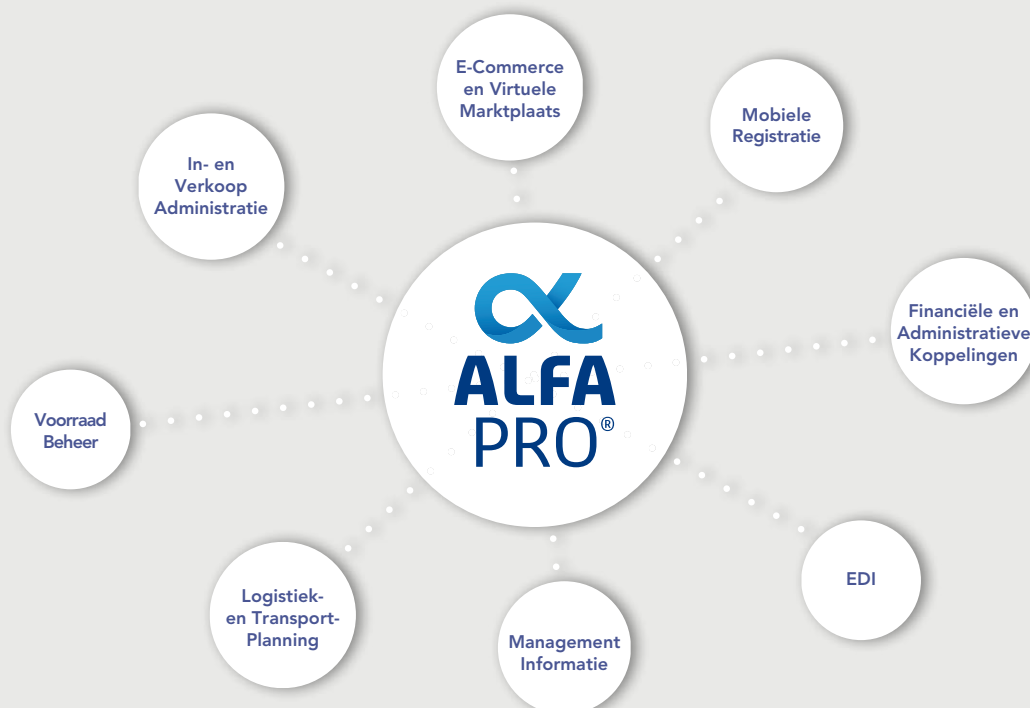 E-Commerce
en Virtuele
Marktplaats
Mobiele
Registratie
In- en
Verkoop
Administratie
Financiële en
Administratieve
Koppelingen
ALFA
PRO®
Voorraad
Beheer
EDI
Logistiek-
en Transport-
Planning
Management
Informatie